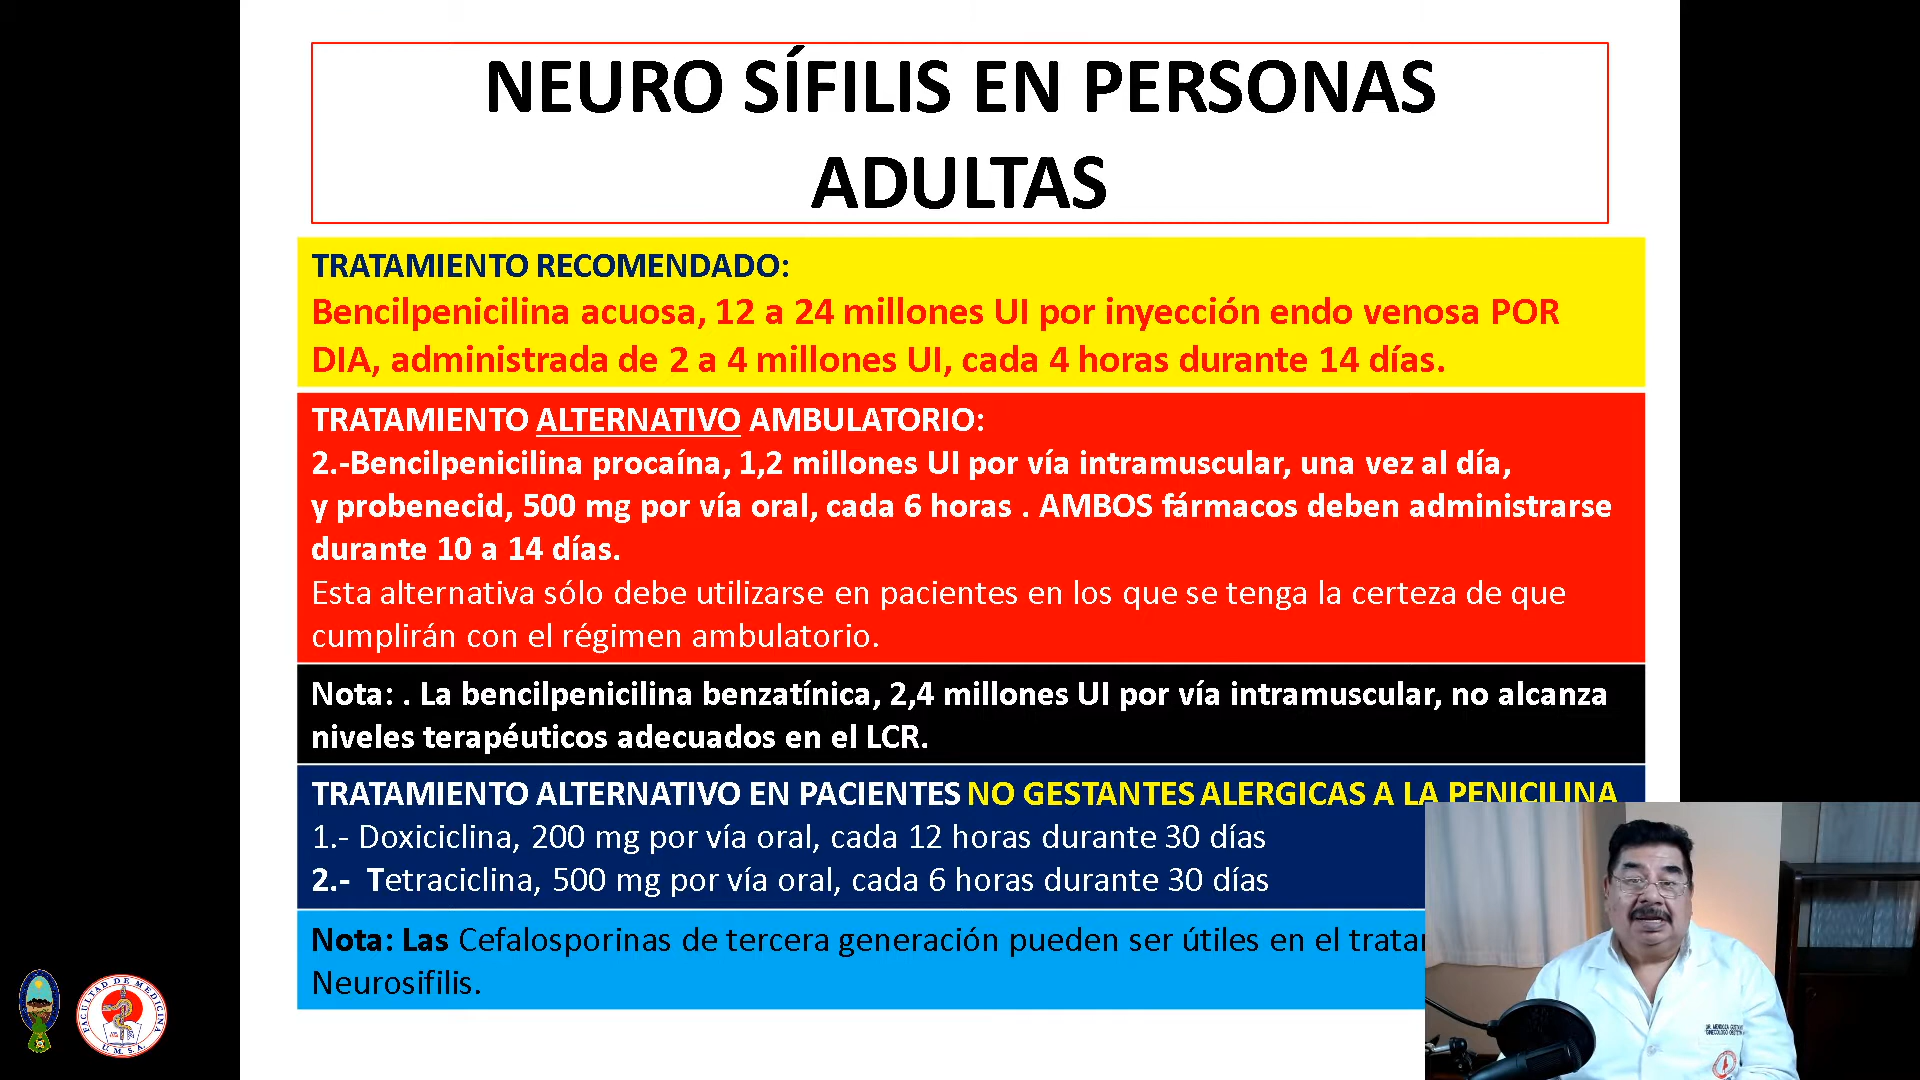 NEURO SÍFILIS EN PERSONAS
ADULTAS
TRATAMIENTO RECOMENDADO:
Bencilpenicilina acuosa, 12 a 24 millones UI por inyección endo venosa POR
DIA, administrada de 2 a 4 millones UI, cada 4 horas durante 14 días.
TRATAMIENTO ALTERNATIVO AMBULATORIO:
2.-Bencilpenicilina procaína, 1,2 millones UI por vía intramuscular, una vez al día,
y probenecid, 500 mg por vía oral, cada 6 horas . AMBOS fármacos deben administrarse
durante 10 a 14 días.
Esta alternativa sólo debe utilizarse en pacientes en los que se tenga la certeza de que
cumplirán con el régimen ambulatorio.
Nota: . La bencilpenicilina benzatínica, 2,4 millones UI por vía intramuscular, no alcanza
niveles terapéuticos adecuados en el LCR.
TRATAMIENTO ALTERNATIVO EN PACIENTES NO GESTANTES ALERGICAS A LA PENICILINA
1.- Doxiciclina, 200 mg por vía oral, cada 12 horas durante 30 días
2.- Tetraciclina, 500 mg por vía oral, cada 6 horas durante 30 días
Nota: Las Cefalosporinas de tercera generación pueden ser útiles en el
Neurosifilis.
FACULTAD DE MEDICINA
U.M.S.A.